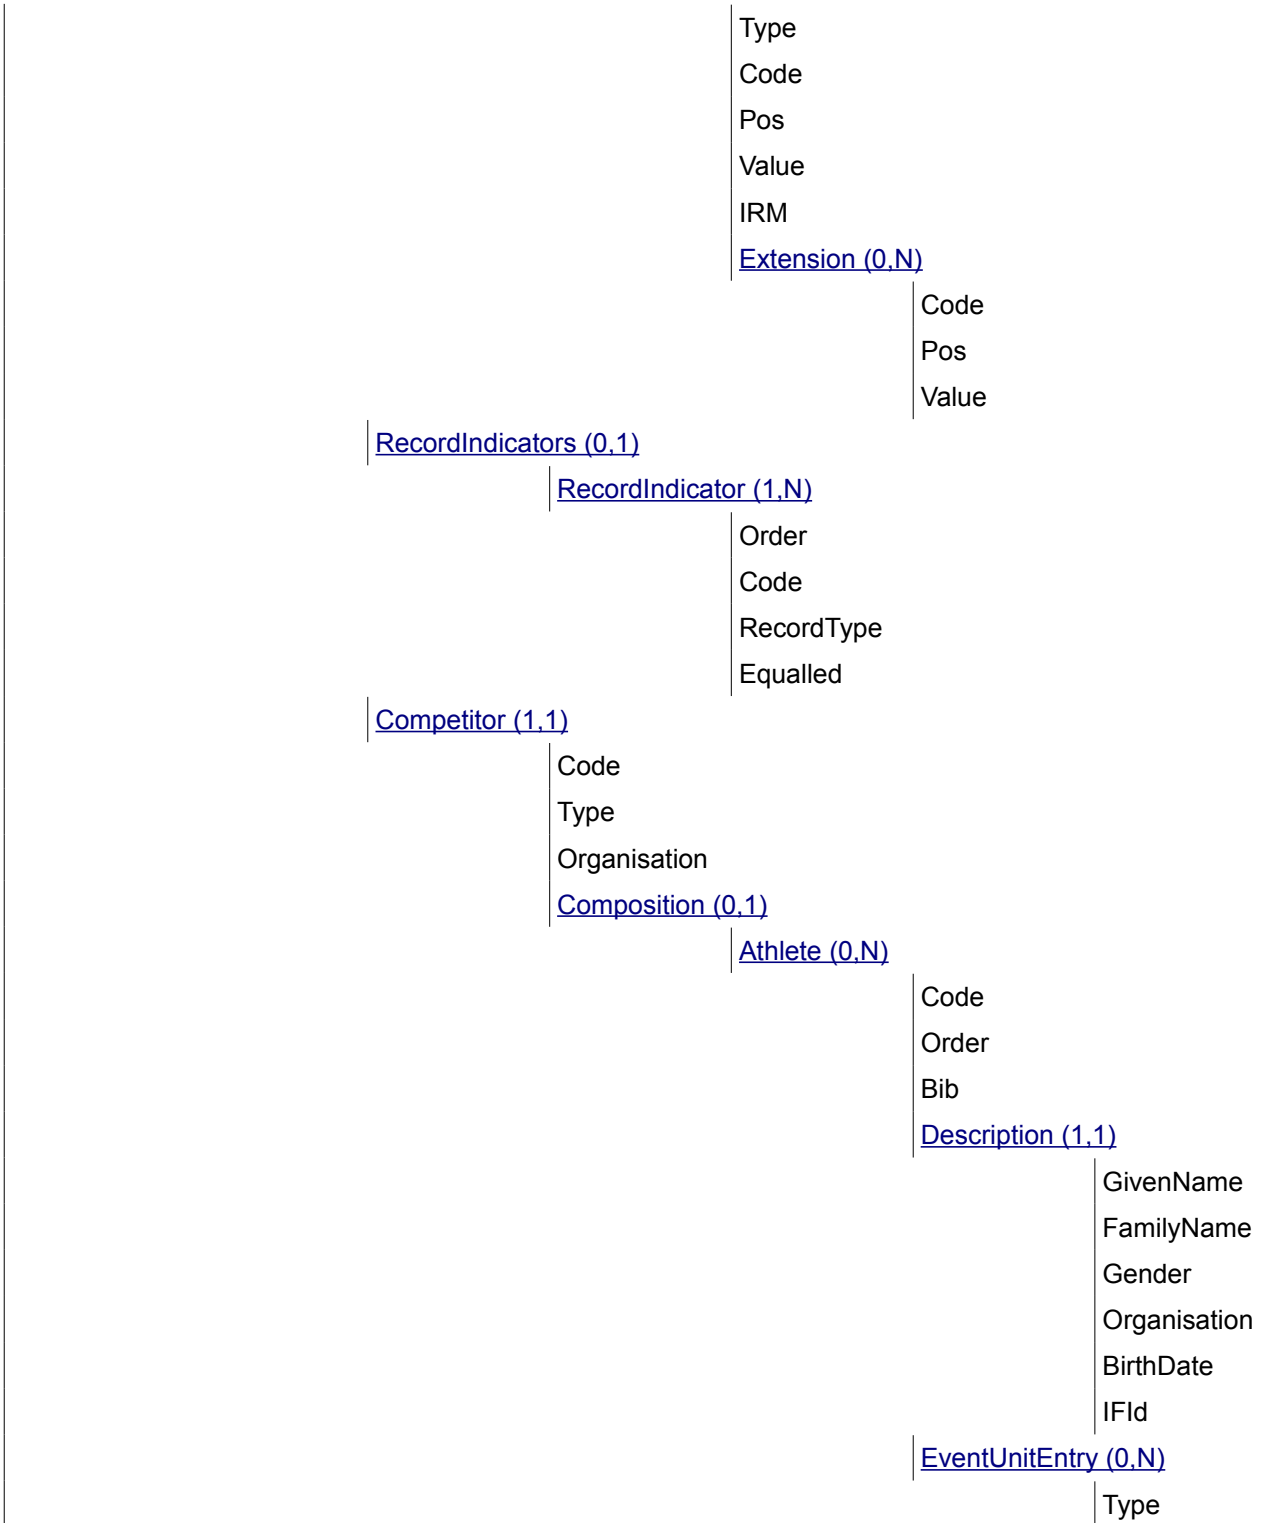 Type
Code
Pos
Value
IRM
Extension (0,N)
Code
Pos
Value
RecordIndicators (0,1)
RecordIndicator (1,N)
Order
Code
RecordType
Equalled
Competitor (1,1)
Code
Type
Organisation
Composition (0,1)
Athlete (0,N)
Code
Order
Bib
Description (1,1)
GivenName
FamilyName
Gender
Organisation
BirthDate
IFId
EventUnitEntry (0,N)
Type